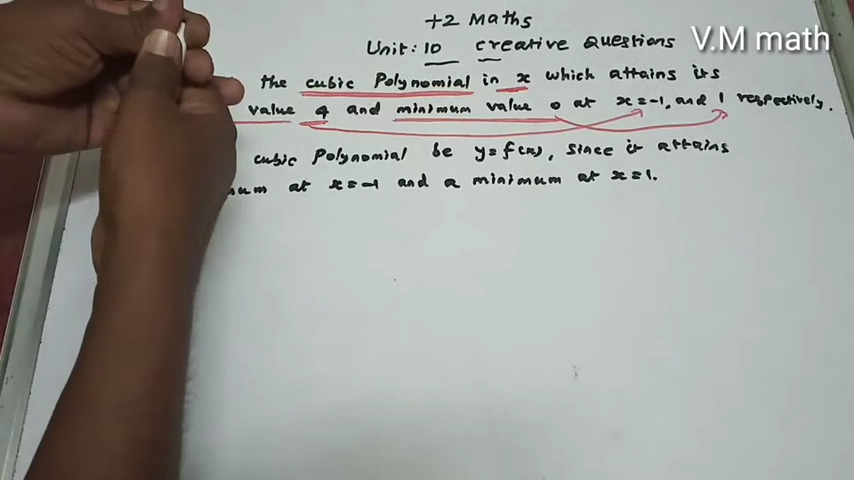 +2 Maths
Unit: 10 creative Questions
V.M math
the cubic Polynomial in x which attains its
value 4 and minimum value 0 at x=-1, and 1 respectively.
cubic Polynomial be y=f(x), since it attains
at x=-1 and a minimum at x=1.